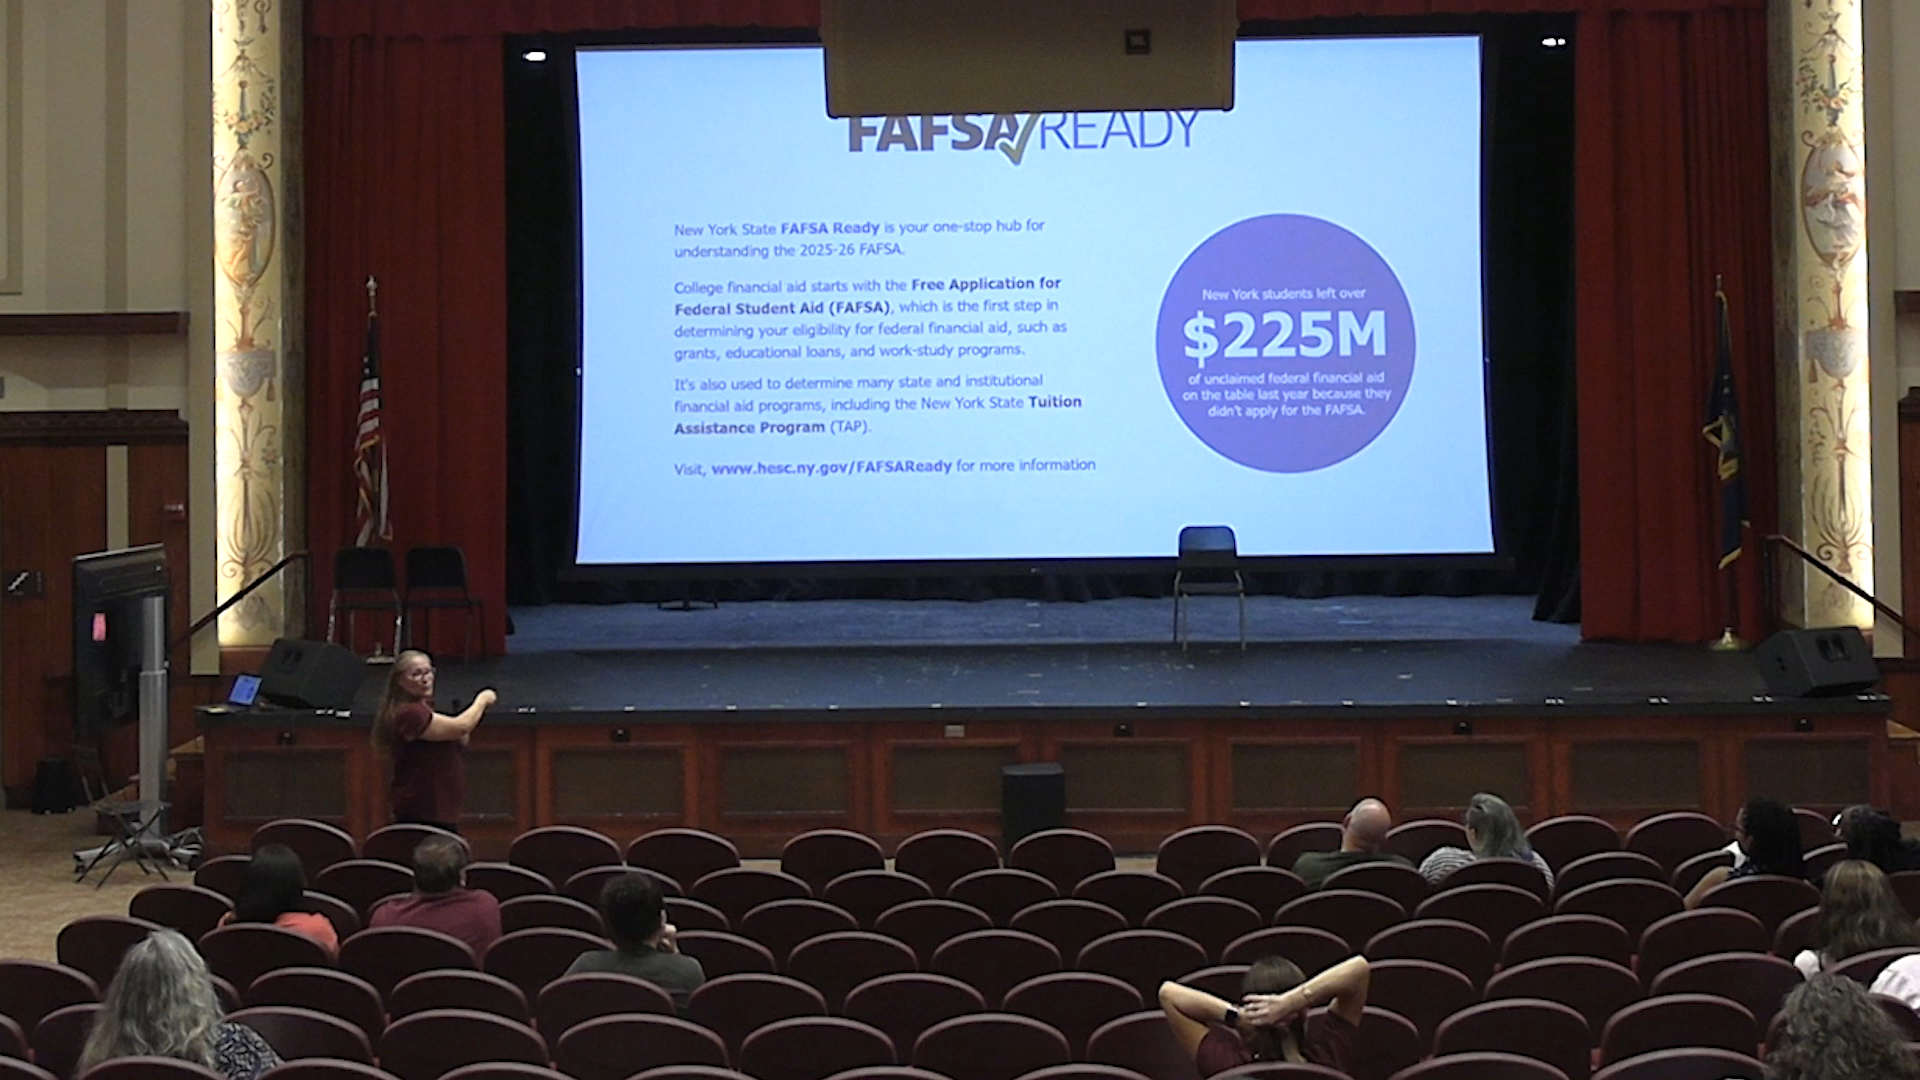 FAFSA READY
New York State FAFSA Ready is your one-stop hub for
understanding the 2025-26 FAFSA.
College financial aid starts with the Free Application for
Federal Student Aid (FAFSA), which is the first step in
determining your eligibility for federal financial aid, such as
grants, educational loans, and work-study programs.
It's also used to determine many state and institutional
financial aid programs, including the New York State Tuition
Assistance Program (TAP).
Visit, www.hesc.ny.gov/FAFSAReady for more information
New York students left over
$225M
of unclaimed federal financial aid
on the table last year because they
didn't apply for the FAFSA.